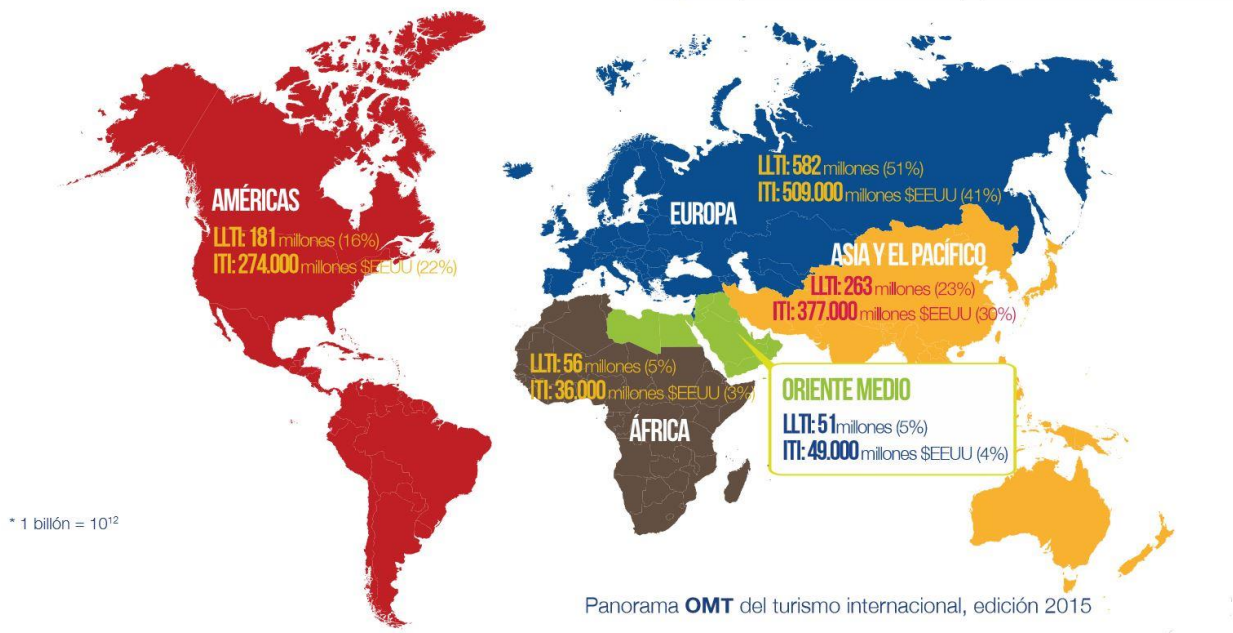 AMÉRICAS
LLTI: 181 millones (16%)
ITI: 274.000 millones $EEUU (22%)
EUROPA
LLTI: 582 millones (51%)
ITI: 509.000 millones $EEUU (41%)
ASIA Y EL PACÍFICO
LLTI: 263 millones (23%)
ITI: 377.000 millones $EEUU (30%)
LLTI: 56 millones (5%)
ITI: 36.000 millones $EEUU (3%)
ÁFRICA
ORIENTE MEDIO
LLTI: 51 millones (5%)
ITI: 49.000 millones $EEUU (4%)
* 1 billón = 10¹²
Panorama OMT del turismo internacional, edición 2015